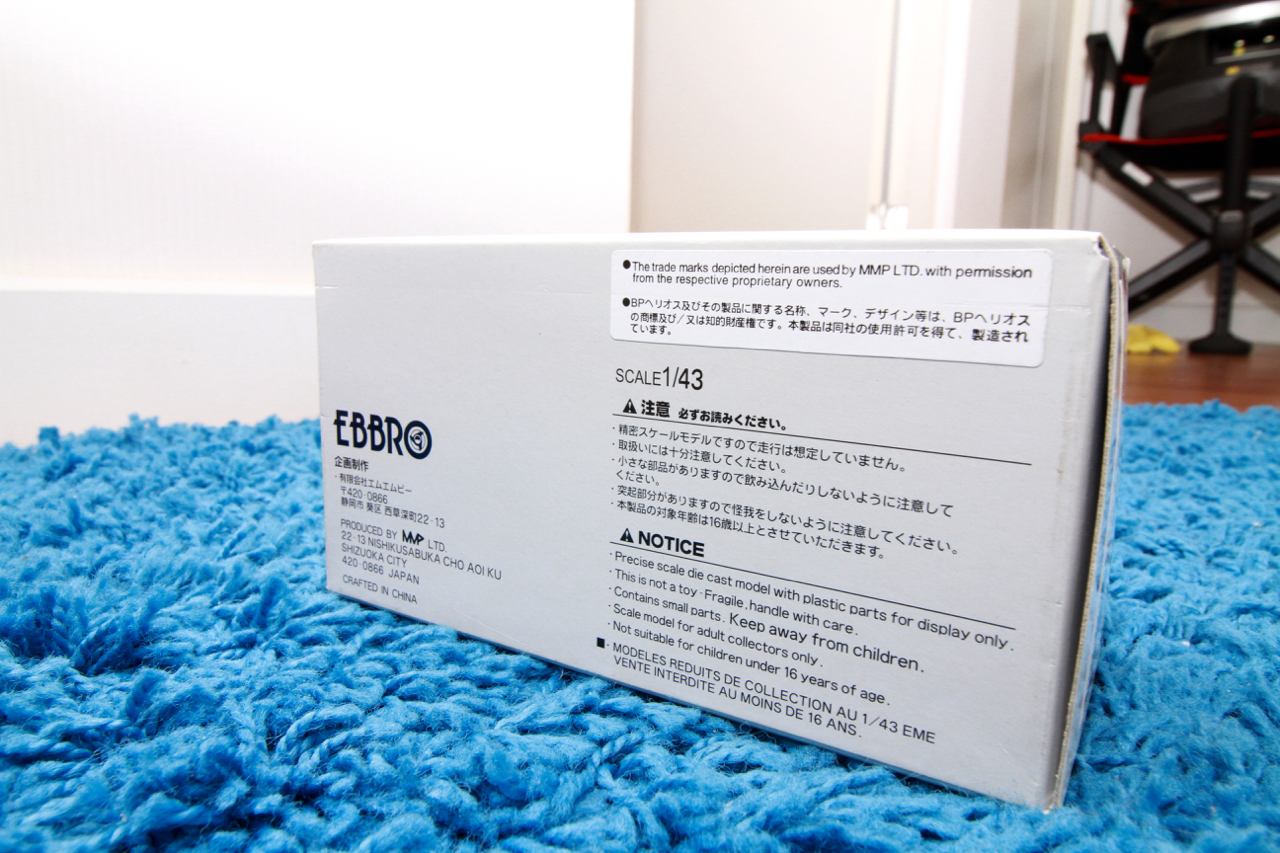 ●The trade marks depicted herein are used by MMP LTD. with permission
from the respective proprietary owners.
●BPヘリオス及びその製品に関する名称、マーク、デザイン等は、BPヘリオス
の商標及び/又は知的財産権です。本製品は同社の使用許可を得て、製造され
ています。
SCALE1/43
⚠注意 必ずお読みください。
・精密スケールモデルですので走行は想定していません。
・取扱いには十分注意してください。
・小さな部品がありますので飲み込んだりしないように注意して
ください。
・突起部分がありますので怪我をしないように注意してください。
・本製品の対象年齢は16歳以上とさせていただきます。
⚠NOTICE
・Precise scale die cast model with plastic parts for display only.
・This is not a toy・Fragile, handle with care.
・Contains small parts. Keep away from children.
・Scale model for adult collectors only.
・Not suitable for children under 16 years of age.
■・MODELES REDUITS DE COLLECTION AU 1/43 EME
VENTE INTERDITE AU MOINS DE 16 ANS.
EBBRO
企画制作
・有限会社エムエムピー
〒420-0866
静岡市 葵区 西草深町22-13
PRODUCED BY MMP LTD.
22-13 NISHIKUSABUKA CHO AOI KU
SHIZUOKA CITY
420-0866 JAPAN
CRAFTED IN CHINA